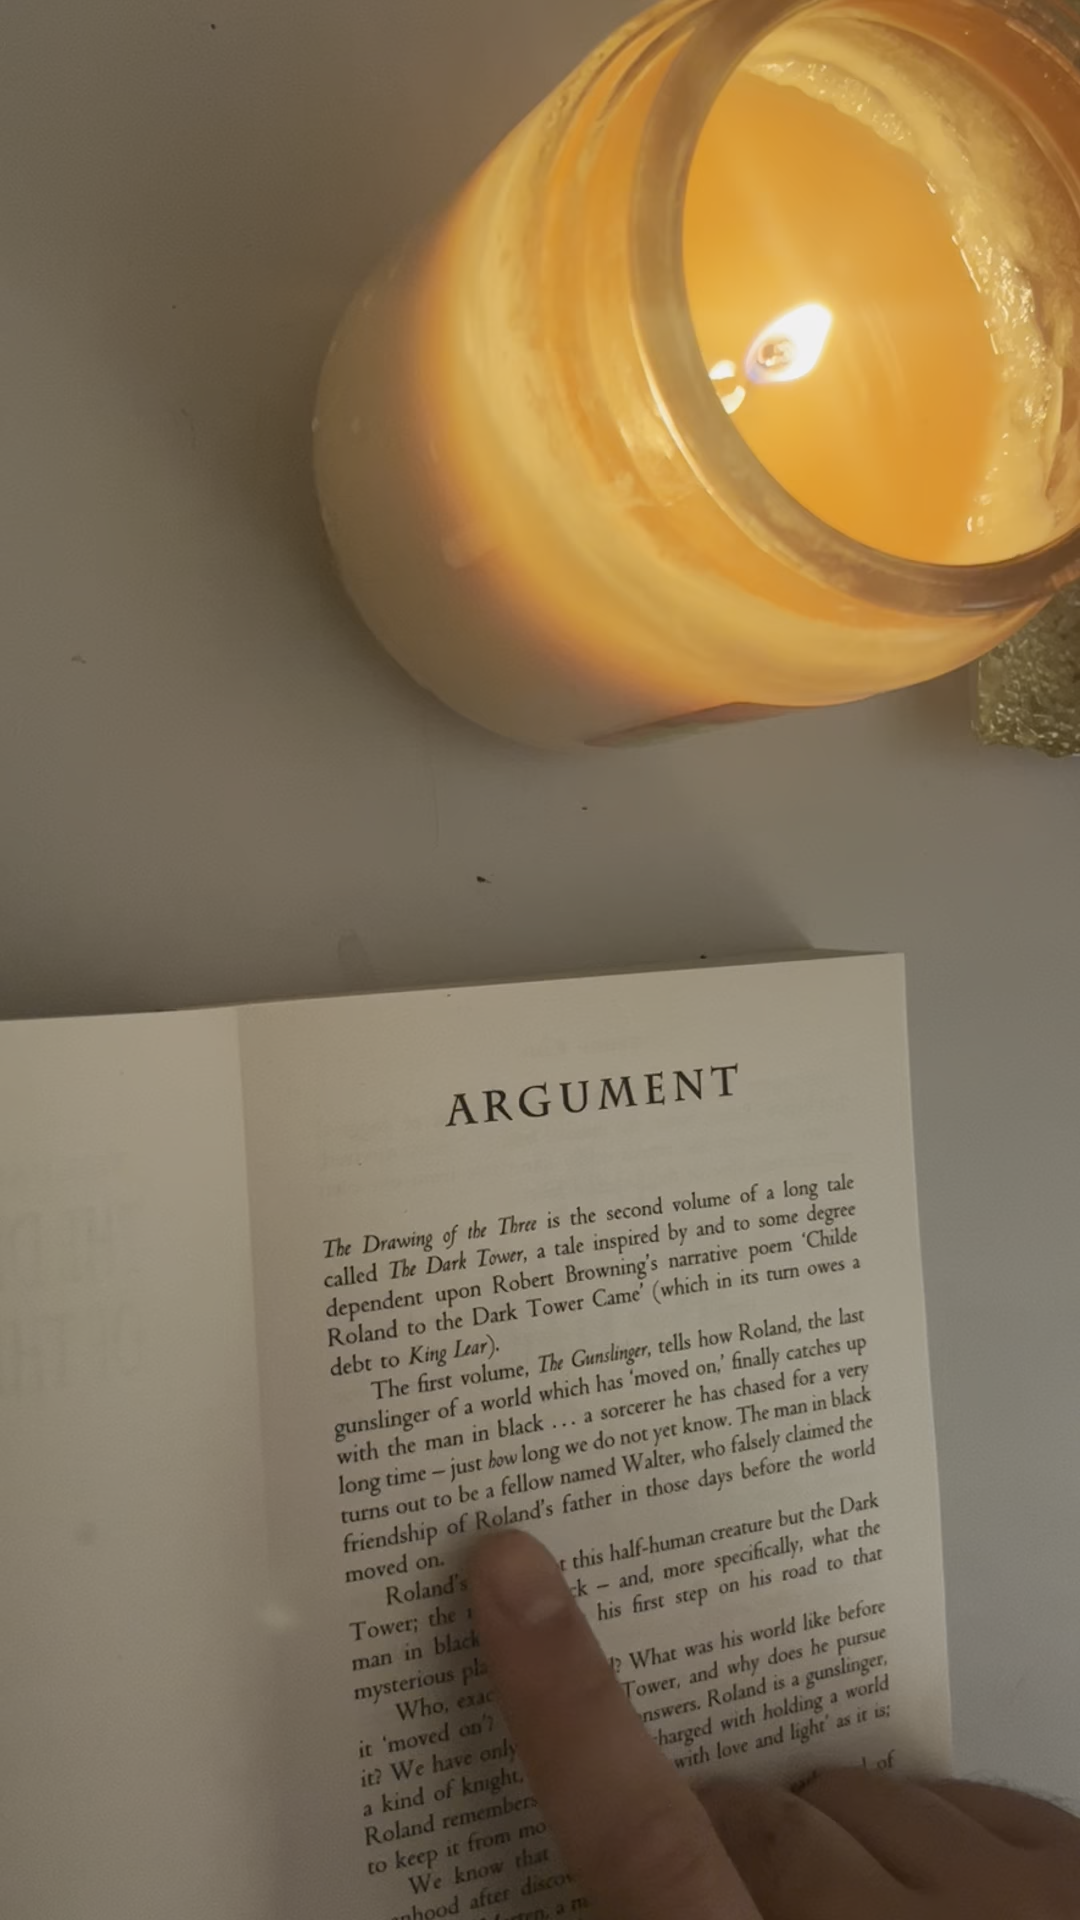 ARGUMENT
The Drawing of the Three is the second volume of a long tale
called The Dark Tower, a tale inspired by and to some degree
dependent upon Robert Browning's narrative poem 'Childe
Roland to the Dark Tower Came' (which in its turn owes a
debt to King Lear).
The first volume, The Gunslinger, tells how Roland, the last
gunslinger of a world which has 'moved on,' finally catches up
with the man in black ... a sorcerer he has chased for a very
long time – just how long we do not yet know. The man in black
turns out to be a fellow named Walter, who falsely claimed the
friendship of Roland's father in those days before the world
moved on.
Roland's this half-human creature but the Dark
Tower; the – and, more specifically, what the
man in black his first step on his road to that
mysterious
Who, What was his world like before
it 'moved on'? Tower, and why does he pursue
it? We have only Roland is a gunslinger,
a kind of knight, with holding a world
Roland remembers with love and light' as it is;
to keep it from of
We know that
after